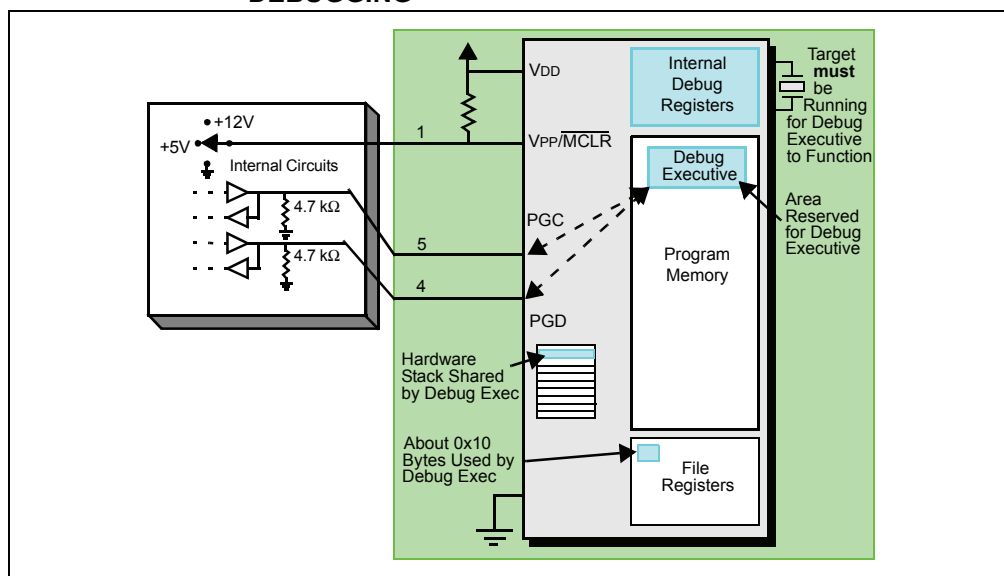 DEBUGGING
+12V
+5V
Internal Circuits
4.7 kΩ
4.7 kΩ
1
5
4
VDD
VPP/MCLR
PGC
PGD
Internal
Debug
Registers
Debug
Executive
Program
Memory
File
Registers
Hardware
Stack Shared
by Debug Exec
About 0x10
Bytes Used by
Debug Exec
Target
must
be
Running
for Debug
Executive
to Function
Area
Reserved
for Debug
Executive